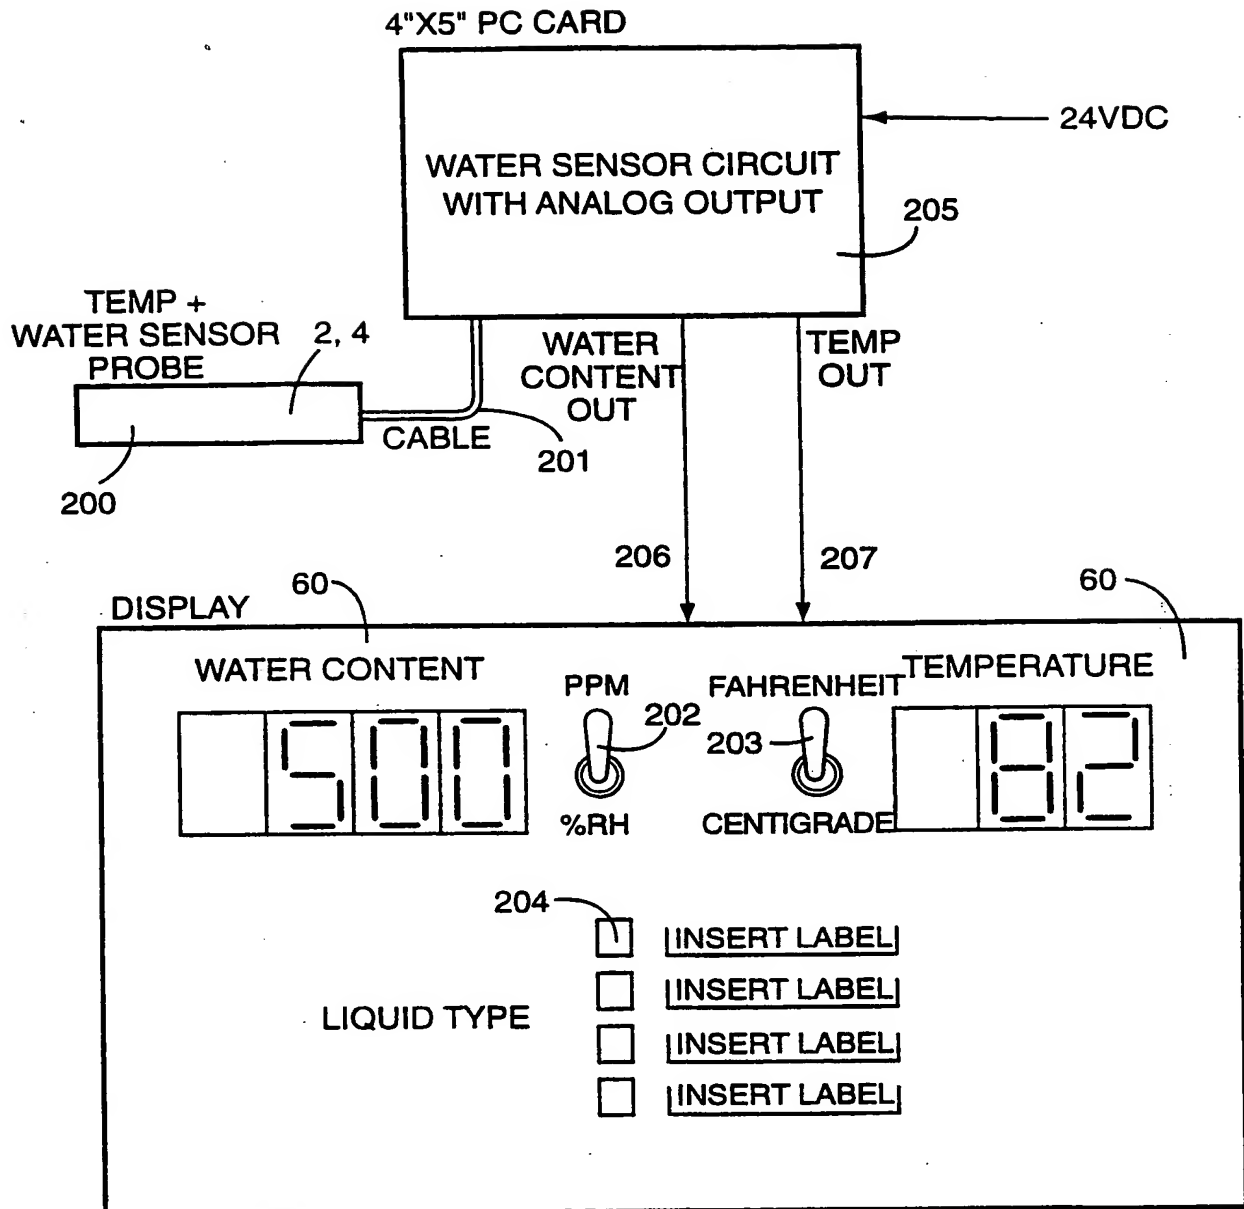 4"X5" PC CARD
24VDC
WATER SENSOR CIRCUIT
WITH ANALOG OUTPUT
205
TEMP +
WATER SENSOR
PROBE
2, 4
WATER
CONTENT
OUT
TEMP
OUT
CABLE
201
200
206
207
60
60
DISPLAY
WATER CONTENT
PPM
FAHRENHEIT
TEMPERATURE
500
202
203
82
%RH
CENTIGRADE
204
INSERT LABEL
INSERT LABEL
LIQUID TYPE
INSERT LABEL
INSERT LABEL